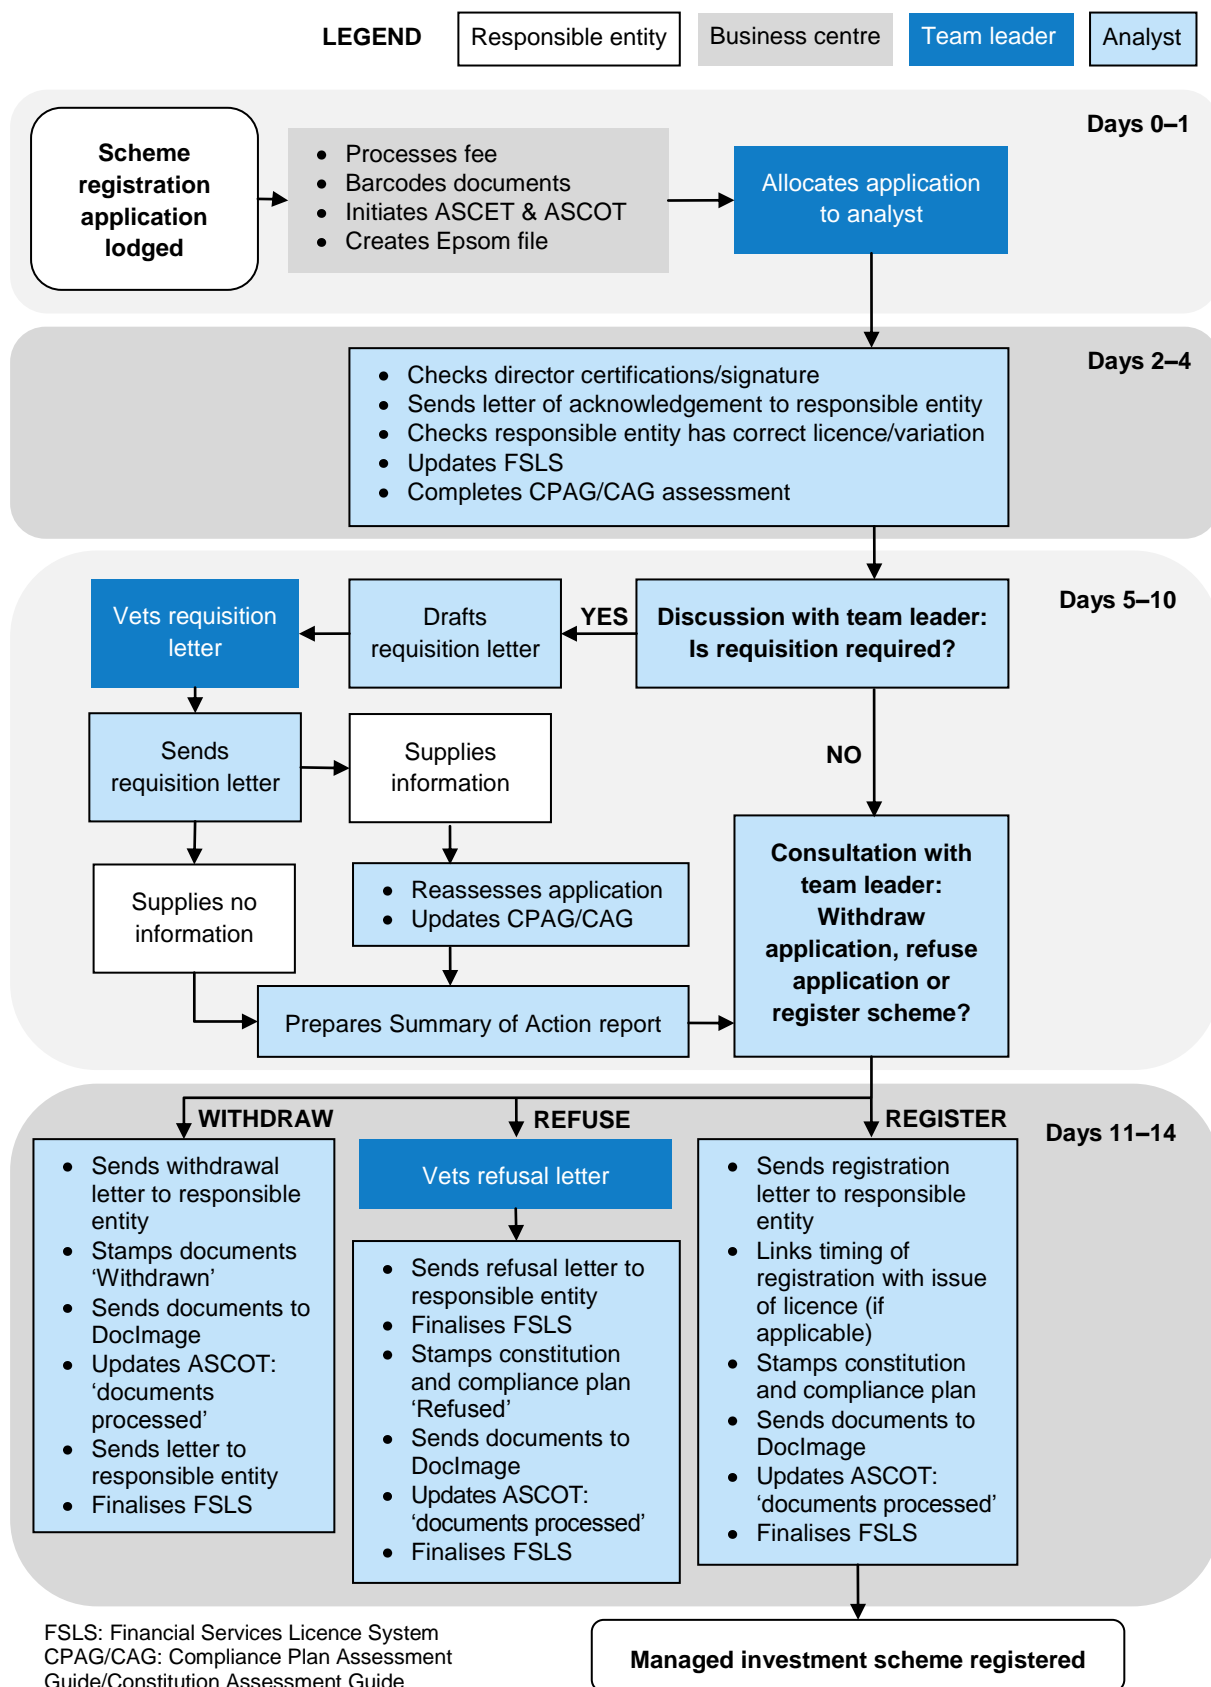 LEGEND
Responsible entity
Business centre
Team leader
Analyst
Days 0–1
Scheme
registration
application
lodged
• Processes fee
• Barcodes documents
• Initiates ASCET & ASCOT
• Creates Epsom file
Allocates application
to analyst
Days 2–4
• Checks director certifications/signature
• Sends letter of acknowledgement to responsible entity
• Checks responsible entity has correct licence/variation
• Updates FSLS
• Completes CPAG/CAG assessment
Days 5–10
Discussion with team leader:
Is requisition required?
YES
Drafts
requisition letter
Vets requisition
letter
Sends
requisition letter
Supplies
information
NO
Supplies no
information
• Reassesses application
• Updates CPAG/CAG
Prepares Summary of Action report
Consultation with
team leader:
Withdraw
application, refuse
application or
register scheme?
Days 11–14
WITHDRAW
• Sends withdrawal
letter to responsible
entity
• Stamps documents
‘Withdrawn’
• Sends documents to
DocImage
• Updates ASCOT:
‘documents
processed’
• Sends letter to
responsible entity
• Finalises FSLS
REFUSE
Vets refusal letter
• Sends refusal letter to
responsible entity
• Finalises FSLS
• Stamps constitution
and compliance plan
‘Refused’
• Sends documents to
DocImage
• Updates ASCOT:
‘documents processed’
• Finalises FSLS
REGISTER
• Sends registration
letter to responsible
entity
• Links timing of
registration with issue
of licence (if
applicable)
• Stamps constitution
and compliance plan
• Sends documents to
DocImage
• Updates ASCOT:
‘documents processed’
• Finalises FSLS
FSLS: Financial Services Licence System
CPAG/CAG: Compliance Plan Assessment
Guide/Constitution Assessment Guide
Managed investment scheme registered